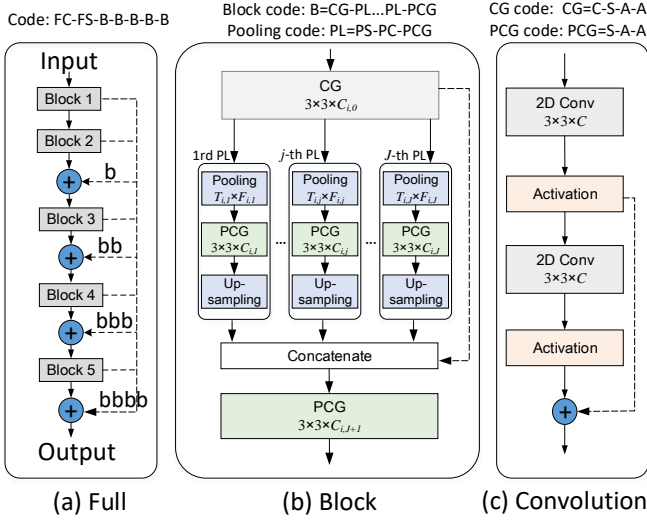 Code: FC-FS-B-B-B-B-B
Input
Block 1
Block 2
b
Block 3
bb
Block 4
bbb
Block 5
bbbb
Output
(a) Full
Block code: B=CG-PL...PL-PCG
Pooling code: PL=PS-PC-PCG
CG
3×3×C_{i,0}
1rd PL
j-th PL
J-th PL
Pooling
T_{i,1}×F_{i,1}
Pooling
T_{i,j}×F_{i,j}
Pooling
T_{i,J}×F_{i,J}
PCG
3×3×C_{i,1}
...
PCG
3×3×C_{i,j}
...
PCG
3×3×C_{i,J}
Up-
sampling
Up-
sampling
Up-
sampling
Concatenate
PCG
3×3×C_{i,J+1}
(b) Block
CG code: CG=C-S-A-A
PCG code: PCG=S-A-A
2D Conv
3×3×C
Activation
2D Conv
3×3×C
Activation
(c) Convolution